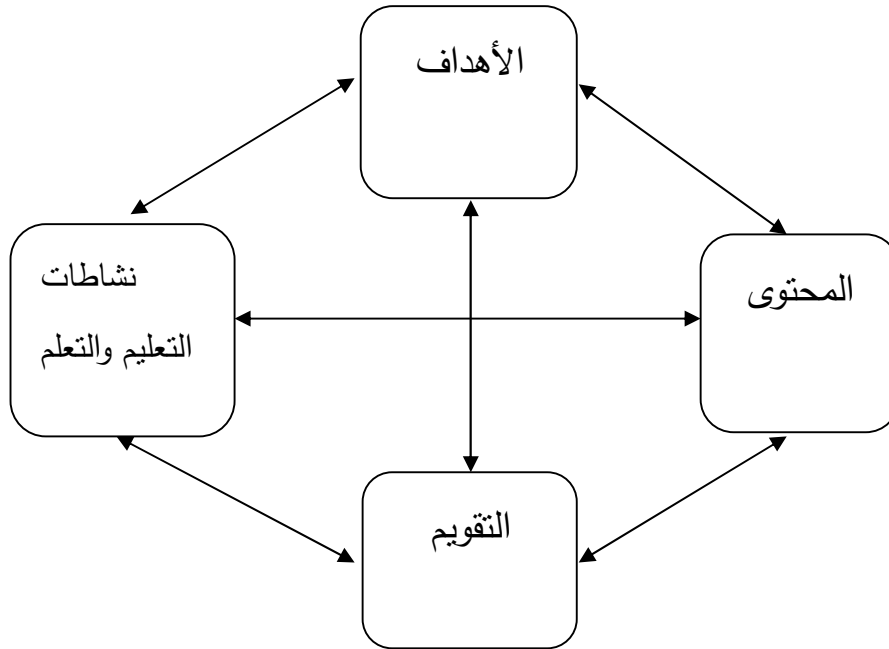 الأهداف
المحتوى
نشاطات
التعليم والتعلم
التقويم